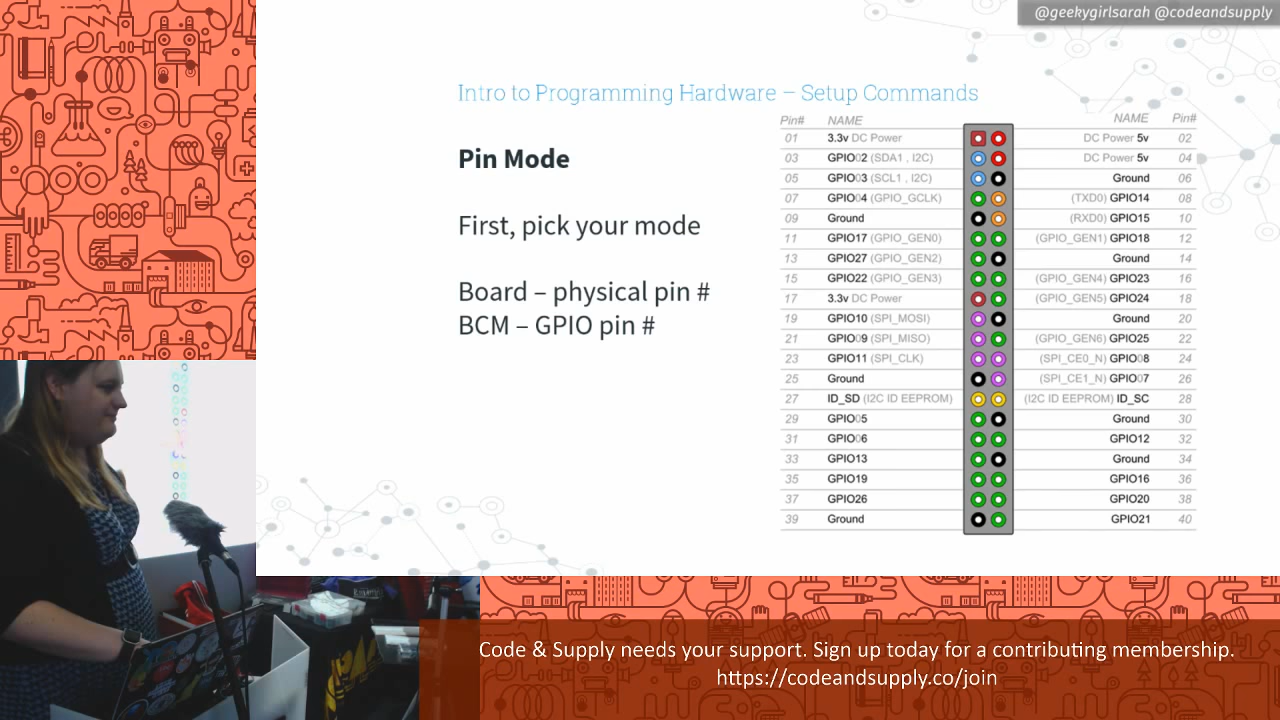 @geekygirlsarah @codeandsupply
Intro to Programming Hardware – Setup Commands
Pin Mode
First, pick your mode
Board – physical pin #
BCM – GPIO pin #
Pin# NAME NAME Pin#
01 3.3v DC Power DC Power 5v 02
03 GPIO02 (SDA1 , I2C) DC Power 5v 04
05 GPIO03 (SCL1 , I2C) Ground 06
07 GPIO04 (GPIO_GCLK) (TXD0) GPIO14 08
09 Ground (RXD0) GPIO15 10
11 GPIO17 (GPIO_GEN0) (GPIO_GEN1) GPIO18 12
13 GPIO27 (GPIO_GEN2) Ground 14
15 GPIO22 (GPIO_GEN3) (GPIO_GEN4) GPIO23 16
17 3.3v DC Power (GPIO_GEN5) GPIO24 18
19 GPIO10 (SPI_MOSI) Ground 20
21 GPIO09 (SPI_MISO) (GPIO_GEN6) GPIO25 22
23 GPIO11 (SPI_CLK) (SPI_CE0_N) GPIO08 24
25 Ground (SPI_CE1_N) GPIO07 26
27 ID_SD (I2C ID EEPROM) (I2C ID EEPROM) ID_SC 28
29 GPIO05 Ground 30
31 GPIO06 GPIO12 32
33 GPIO13 Ground 34
35 GPIO19 GPIO16 36
37 GPIO26 GPIO20 38
39 Ground GPIO21 40
Code & Supply needs your support. Sign up today for a contributing membership.
https://codeandsupply.co/join